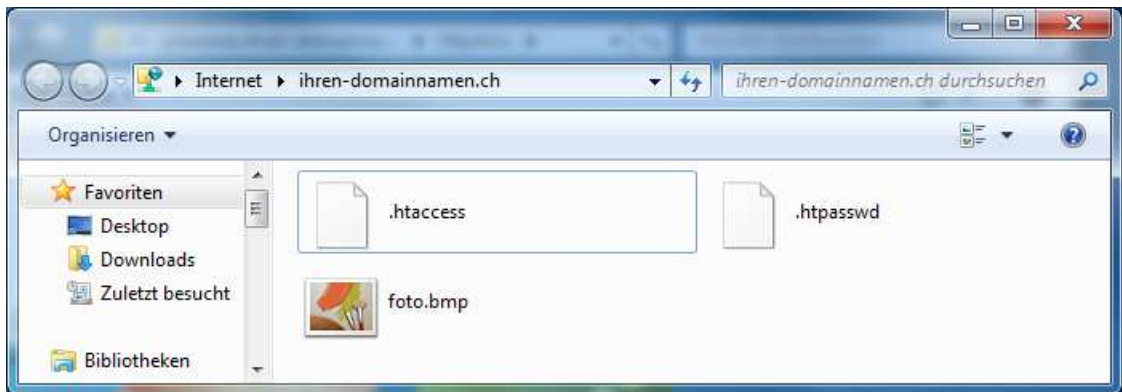 Internet ▸ ihren-domainnamen.ch
ihren-domainnamen.ch durchsuchen
Organisieren
Favoriten
Desktop
Downloads
Zuletzt besucht
Bibliotheken
.htaccess
.htpasswd
foto.bmp